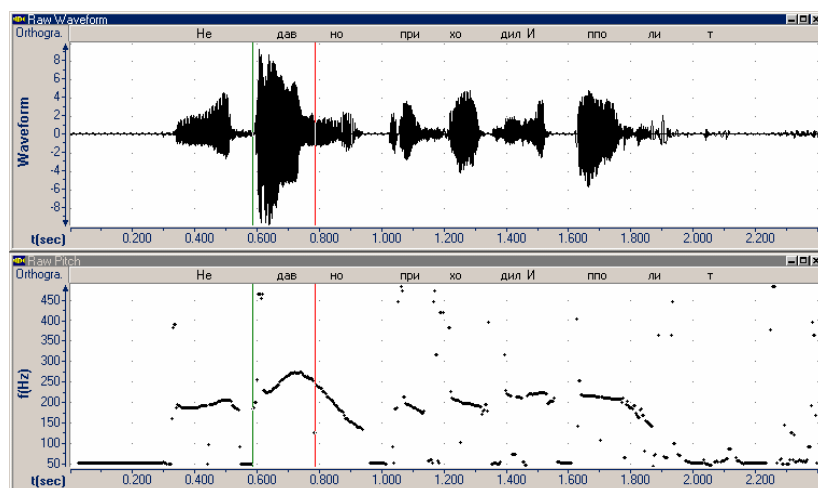 Raw Waveform
Orthogra. Не дав но при хо дил И ппо ли т
Waveform
8
6
4
2
0
-2
-4
-6
-8
t(sec) 0.200 0.400 0.600 0.800 1.000 1.200 1.400 1.600 1.800 2.000 2.200
Raw Pitch
Orthogra. Не дав но при хо дил И ппо ли т
f(Hz)
450
400
350
300
250
200
150
100
50
t(sec) 0.200 0.400 0.600 0.800 1.000 1.200 1.400 1.600 1.800 2.000 2.200